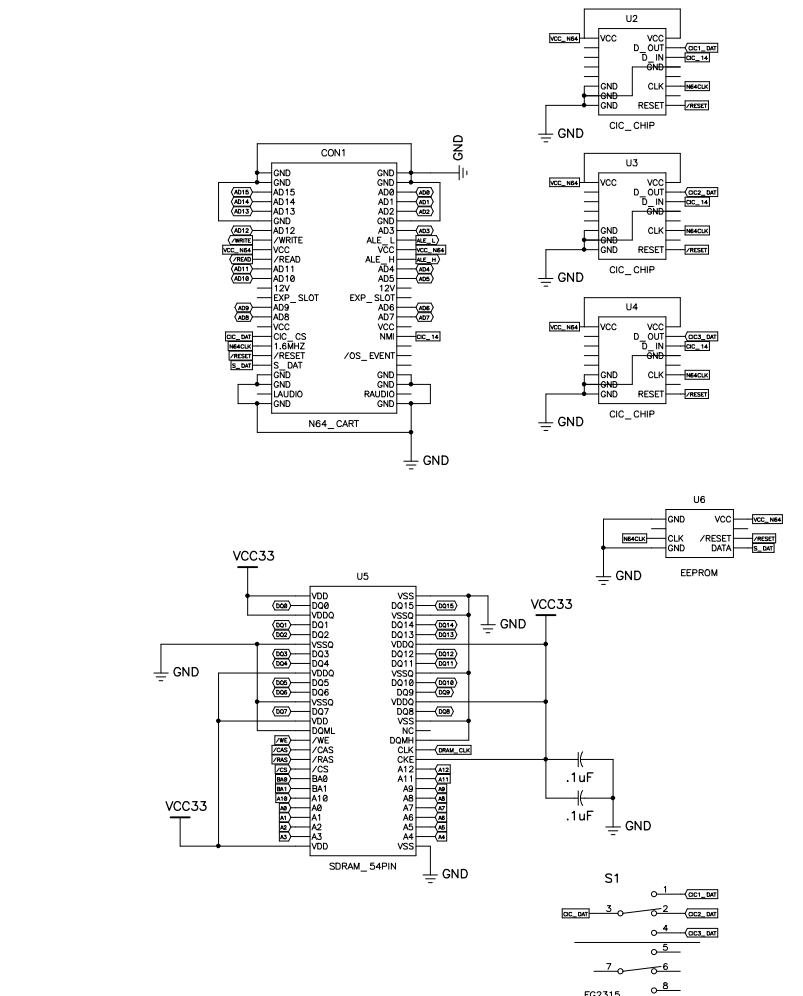 U2
VCC_N64 VCC VCC
D_OUT CIC1_DAT
D_IN CIC_14
GND
GND CLK N64CLK
GND
GND RESET /RESET
GND
CIC_CHIP
U3
VCC_N64 VCC VCC
D_OUT CIC2_DAT
D_IN CIC_14
GND
GND CLK N64CLK
GND
GND RESET /RESET
GND
CIC_CHIP
U4
VCC_N64 VCC VCC
D_OUT CIC3_DAT
D_IN CIC_14
GND
GND CLK N64CLK
GND
GND RESET /RESET
GND
CIC_CHIP
CON1
GND
GND GND
GND GND
AD15 AD15 AD0 AD0
AD14 AD14 AD1 AD1
AD13 AD13 AD2 AD2
GND GND
AD12 AD12 AD3 AD3
/WRITE /WRITE ALE_L ALE_L
VCC_N64 VCC VCC VCC_N64
/READ /READ ALE_H ALE_H
AD11 AD11 AD4 AD4
AD10 AD10 AD5 AD5
12V 12V
EXP_SLOT EXP_SLOT
AD9 AD9 AD6 AD6
AD8 AD8 AD7 AD7
VCC VCC
CIC_DAT CIC_CS NMI CIC_14
N64CLK 1.6MHZ
/RESET /RESET /OS_EVENT
S_DAT S_DAT
GND GND
GND GND
LAUDIO RAUDIO
GND GND
N64_CART
GND
U6
GND VCC VCC_N64
N64CLK CLK /RESET /RESET
GND DATA S_DAT
GND
EEPROM
VCC33
U5
VDD VSS
DQ0 DQ0 DQ15 DQ15
VDDQ VSSQ
DQ1 DQ1 DQ14 DQ14
DQ2 DQ2 DQ13 DQ13
VSSQ VDDQ
DQ3 DQ3 DQ12 DQ12
DQ4 DQ4 DQ11 DQ11
VDDQ VSSQ
DQ5 DQ5 DQ10 DQ10
DQ6 DQ6 DQ9 DQ9
VSSQ VDDQ
DQ7 DQ7 DQ8 DQ8
VDD VSS
DQML NC
/WE /WE DQMH
/CAS /CAS CLK DRAM_CLK
/RAS /RAS CKE
/CS /CS A12 A12
BA0 BA0 A11 A11
BA1 BA1 A9 A9
A10 A10 A8 A8
A0 A0 A7 A7
A1 A1 A6 A6
A2 A2 A5 A5
A3 A3 A4 A4
VDD VSS
SDRAM_54PIN
GND
GND
VCC33
VCC33
GND
.1uF
.1uF
GND
S1
1 CIC1_DAT
CIC_DAT 3 2 CIC2_DAT
4 CIC3_DAT
5
7 6
8
EG2315